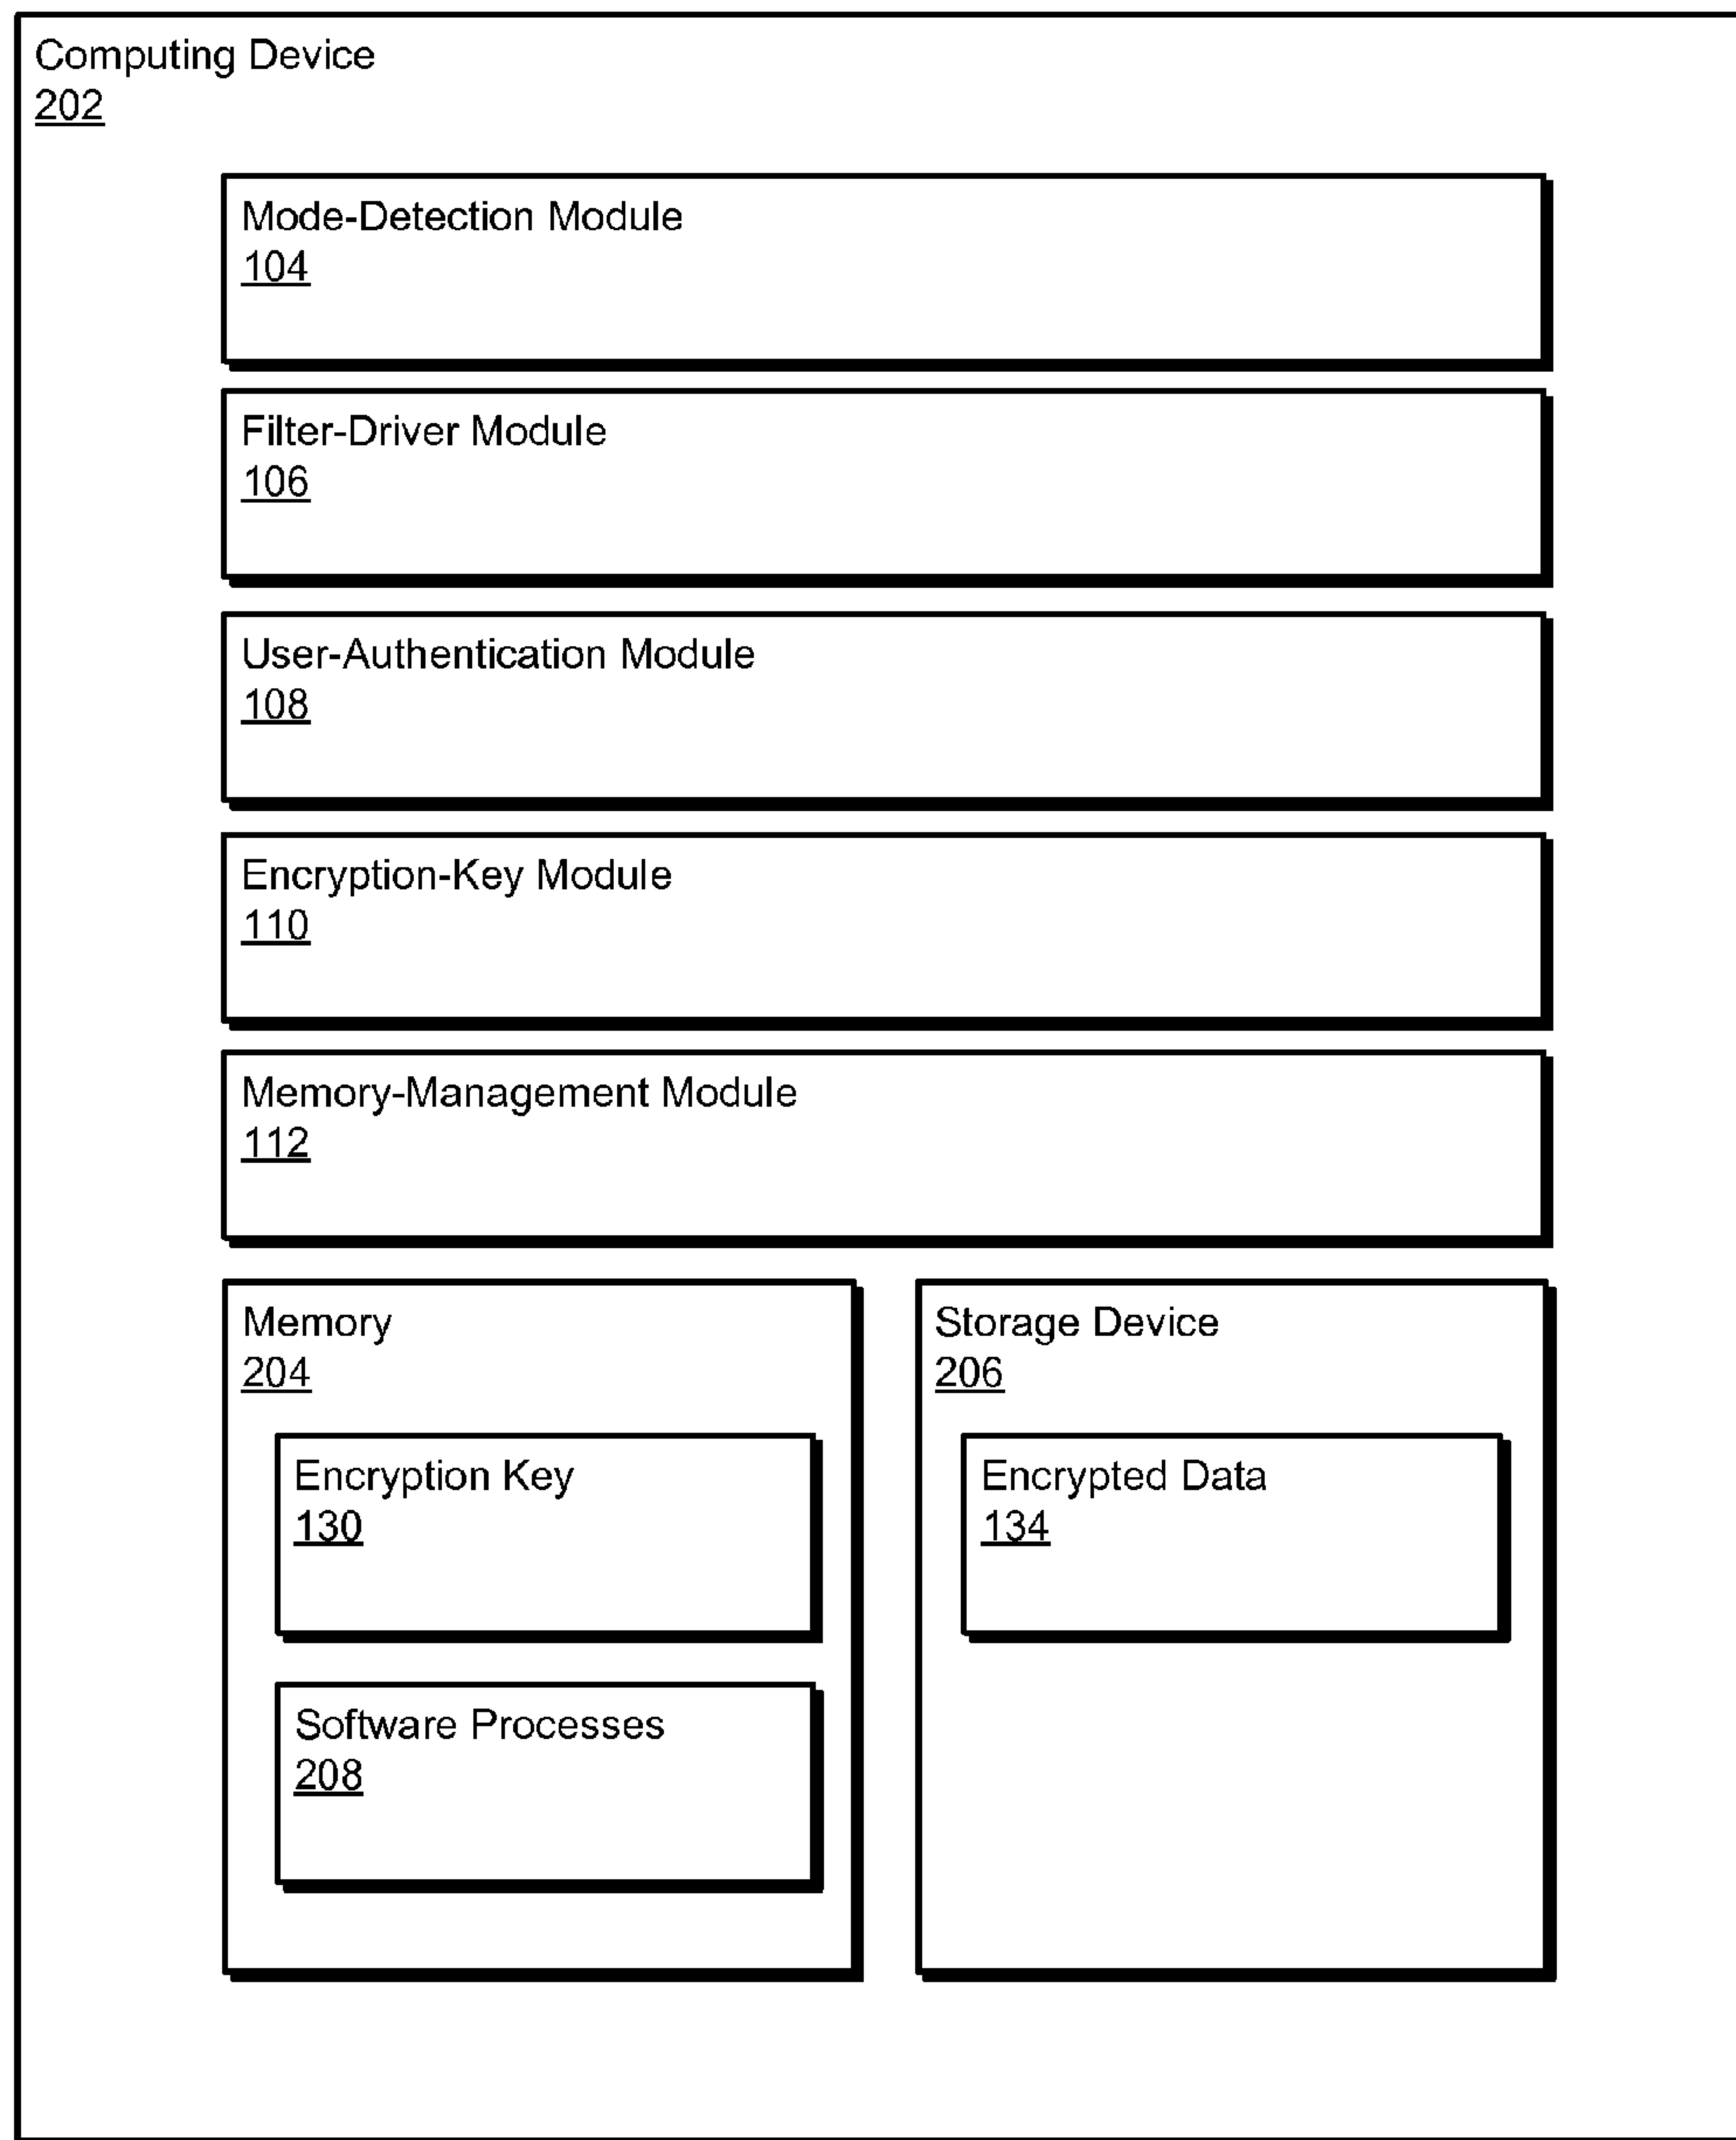 Computing Device
202
Mode-Detection Module
104
Filter-Driver Module
106
User-Authentication Module
108
Encryption-Key Module
110
Memory-Management Module
112
Memory
204
Encryption Key
130
Software Processes
208
Storage Device
206
Encrypted Data
134